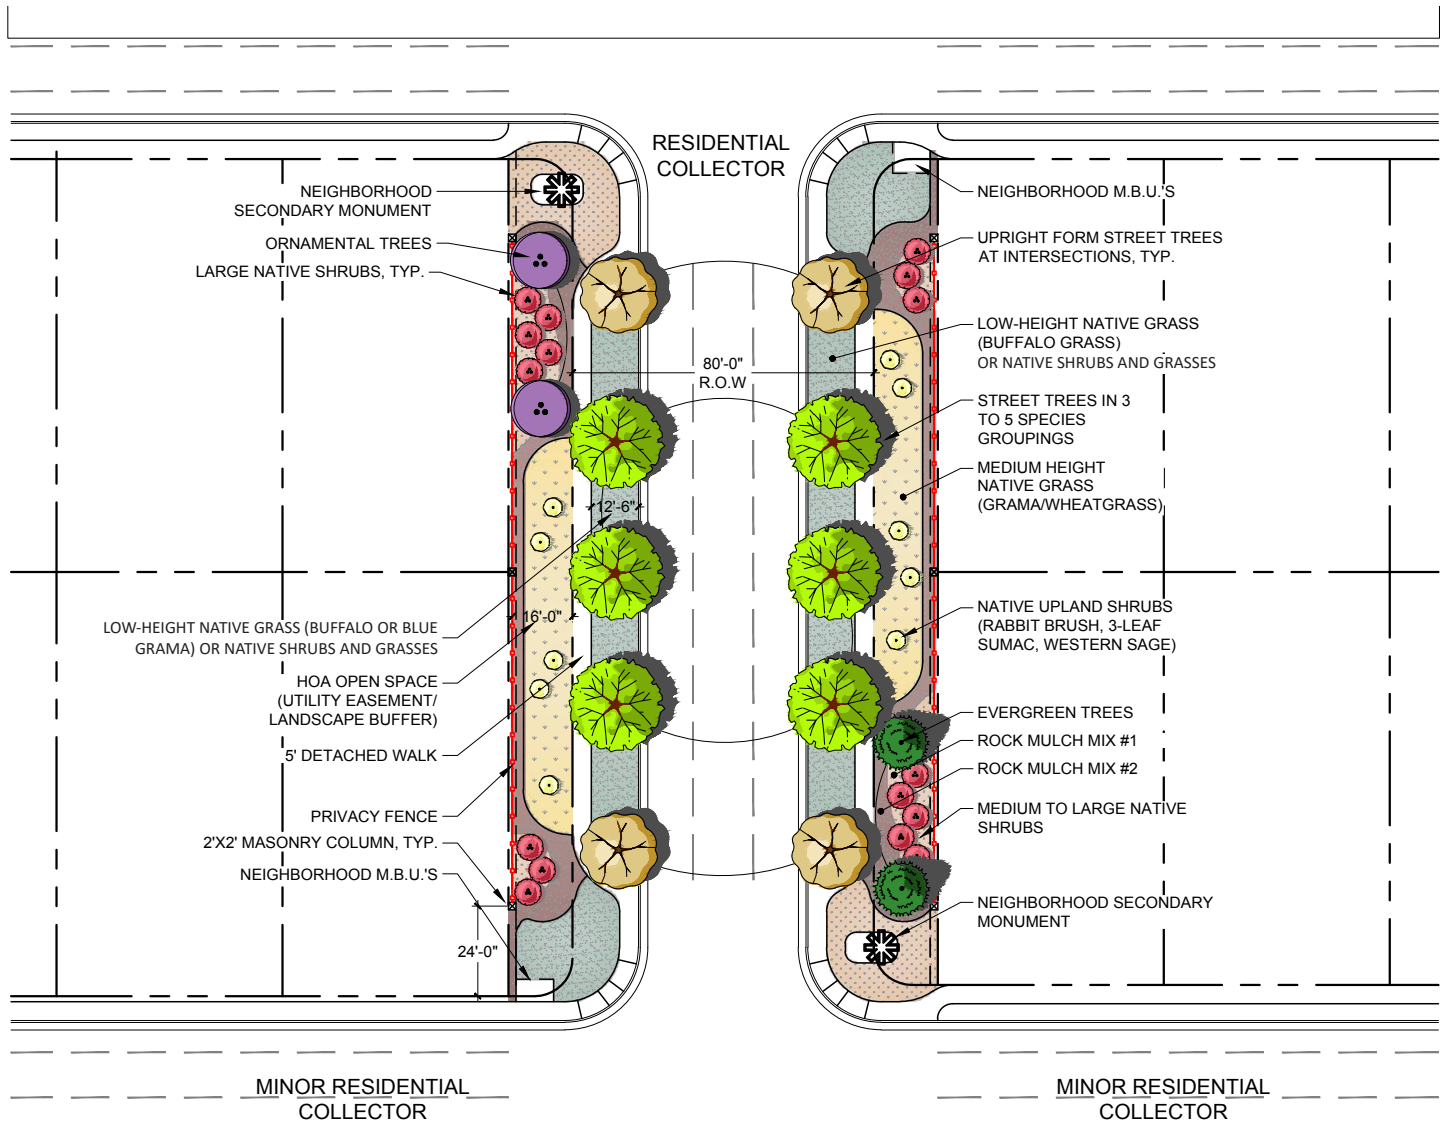 RESIDENTIAL
COLLECTOR
NEIGHBORHOOD
SECONDARY MONUMENT
ORNAMENTAL TREES
LARGE NATIVE SHRUBS, TYP.
LOW-HEIGHT NATIVE GRASS (BUFFALO OR BLUE
GRAMA) OR NATIVE SHRUBS AND GRASSES
HOA OPEN SPACE
(UTILITY EASEMENT/
LANDSCAPE BUFFER)
5' DETACHED WALK
PRIVACY FENCE
2'X2' MASONRY COLUMN, TYP.
NEIGHBORHOOD M.B.U.'S
24'-0"
16'-0"
12'-6"
80'-0"
R.O.W
NEIGHBORHOOD M.B.U.'S
UPRIGHT FORM STREET TREES
AT INTERSECTIONS, TYP.
LOW-HEIGHT NATIVE GRASS
(BUFFALO GRASS)
OR NATIVE SHRUBS AND GRASSES
STREET TREES IN 3
TO 5 SPECIES
GROUPINGS
MEDIUM HEIGHT
NATIVE GRASS
(GRAMA/WHEATGRASS)
NATIVE UPLAND SHRUBS
(RABBIT BRUSH, 3-LEAF
SUMAC, WESTERN SAGE)
EVERGREEN TREES
ROCK MULCH MIX #1
ROCK MULCH MIX #2
MEDIUM TO LARGE NATIVE
SHRUBS
NEIGHBORHOOD SECONDARY
MONUMENT
MINOR RESIDENTIAL
COLLECTOR
MINOR RESIDENTIAL
COLLECTOR